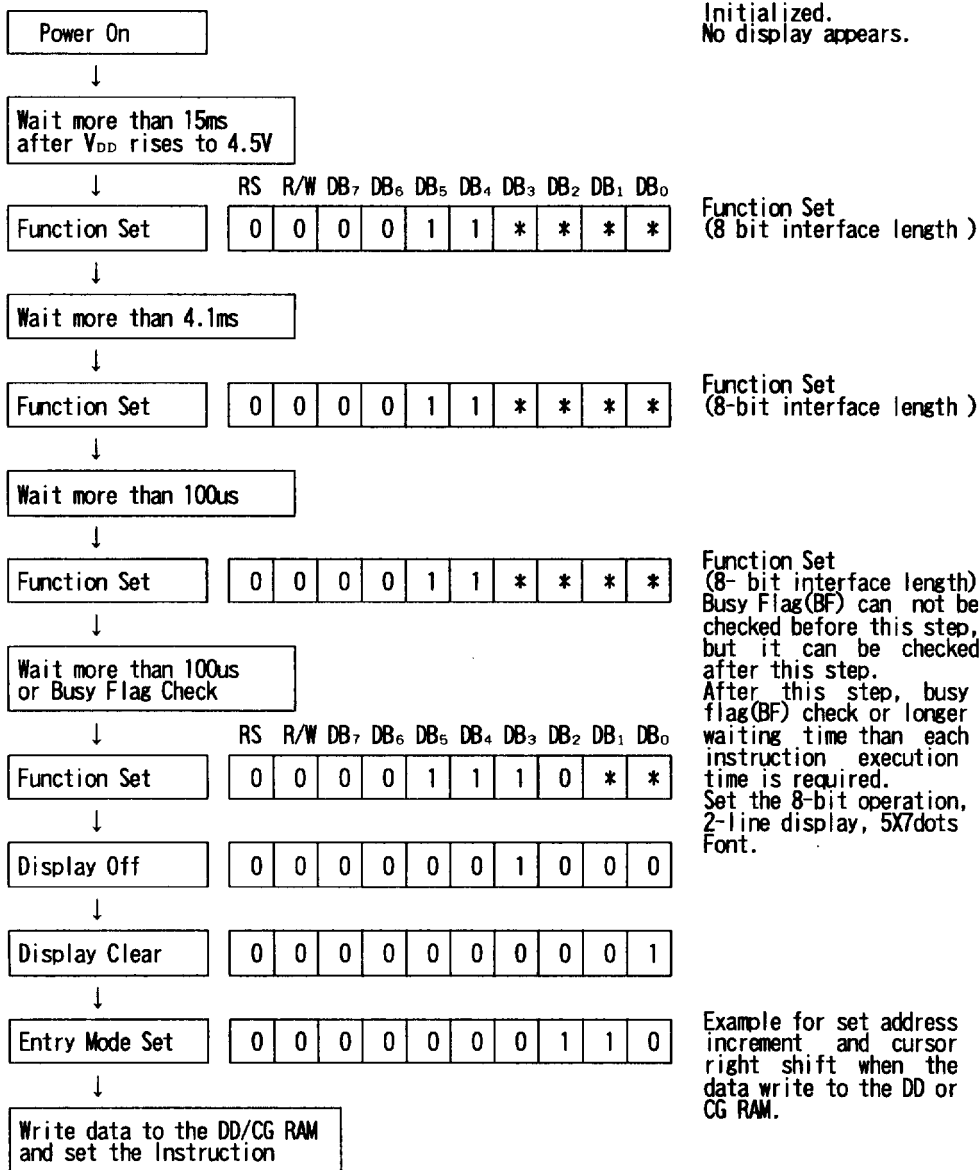 Power On
Initialized.
No display appears.
↓
Wait more than 15ms
after VDD rises to 4.5V
↓
RS R/W DB7 DB6 DB5 DB4 DB3 DB2 DB1 DB0
Function Set 0 0 0 0 1 1 * * * *
Function Set
(8 bit interface length )
↓
Wait more than 4.1ms
↓
Function Set 0 0 0 0 1 1 * * * *
Function Set
(8-bit interface length )
↓
Wait more than 100us
↓
Function Set 0 0 0 0 1 1 * * * *
Function Set
(8- bit interface length)
Busy Flag(BF) can not be
checked before this step,
but it can be checked
after this step.
After this step, busy
flag(BF) check or longer
waiting time than each
instruction execution
time is required.
Set the 8-bit operation,
2-line display, 5X7dots
Font.
↓
Wait more than 100us
or Busy Flag Check
↓
RS R/W DB7 DB6 DB5 DB4 DB3 DB2 DB1 DB0
Function Set 0 0 0 0 1 1 1 0 * *
↓
Display Off 0 0 0 0 0 0 1 0 0 0
↓
Display Clear 0 0 0 0 0 0 0 0 0 1
↓
Entry Mode Set 0 0 0 0 0 0 0 1 1 0
Example for set address
increment and cursor
right shift when the
data write to the DD or
CG RAM.
↓
Write data to the DD/CG RAM
and set the Instruction